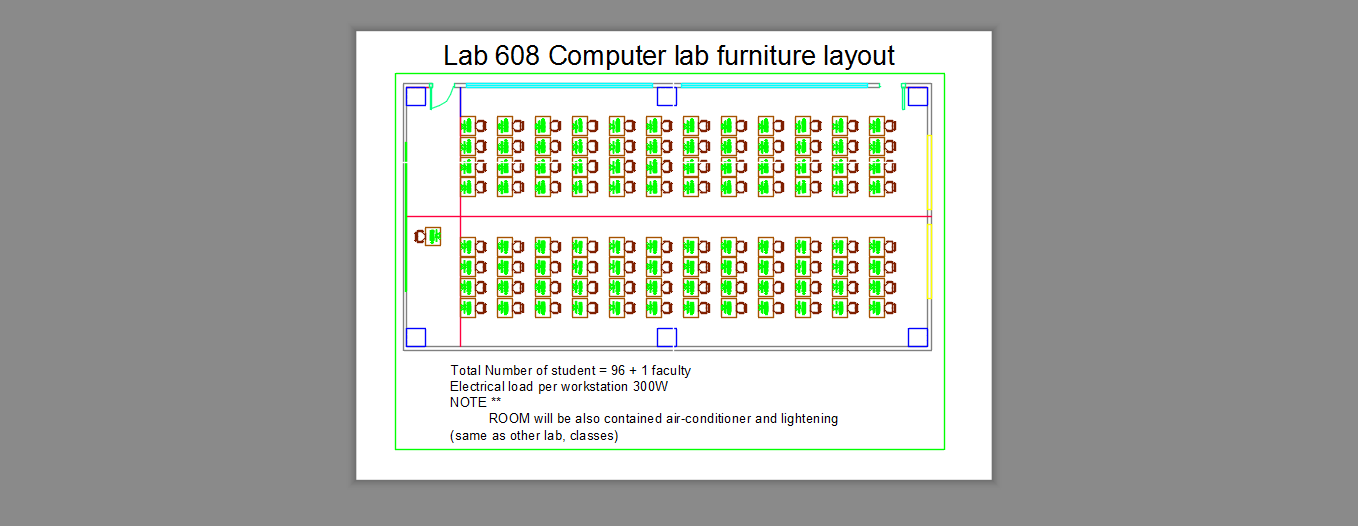 Lab 608 Computer lab furniture layout
Total Number of student = 96 + 1 faculty
Electrical load per workstation 300W
NOTE **
ROOM will be also contained air-conditioner and lightening
(same as other lab, classes)